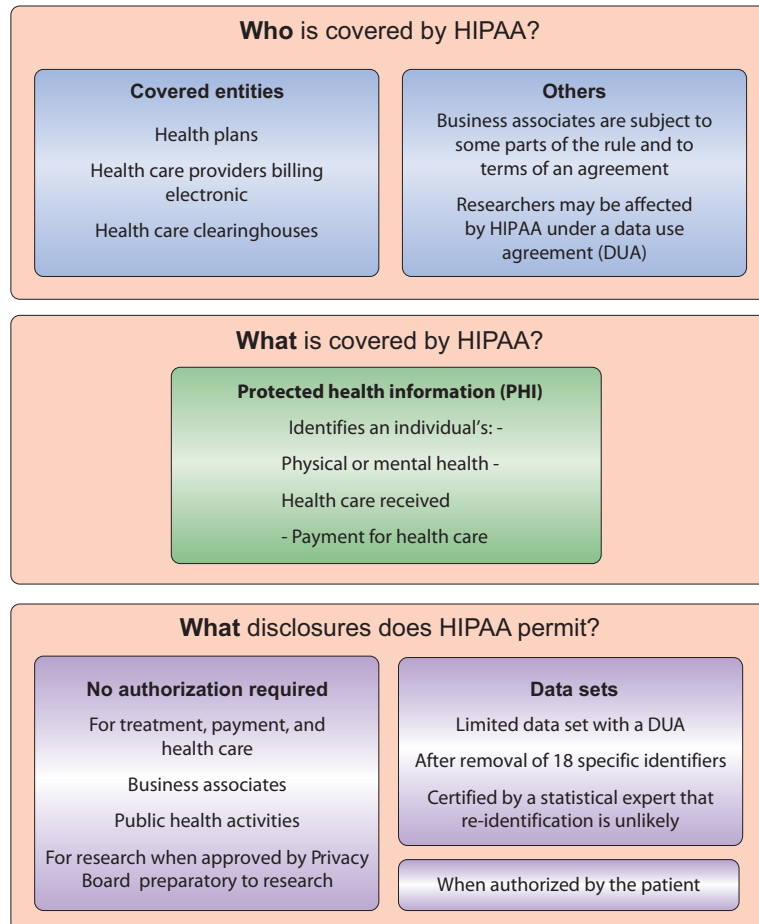 Who is covered by HIPAA?
Covered entities
Health plans
Health care providers billing
electronic
Health care clearinghouses
Others
Business associates are subject to
some parts of the rule and to
terms of an agreement
Researchers may be affected
by HIPAA under a data use
agreement (DUA)
What is covered by HIPAA?
Protected health information (PHI)
Identifies an individual's: -
Physical or mental health -
Health care received
- Payment for health care
What disclosures does HIPAA permit?
No authorization required
For treatment, payment, and
health care
Business associates
Public health activities
For research when approved by Privacy
Board preparatory to research
Data sets
Limited data set with a DUA
After removal of 18 specific identifiers
Certified by a statistical expert that
re-identification is unlikely
When authorized by the patient